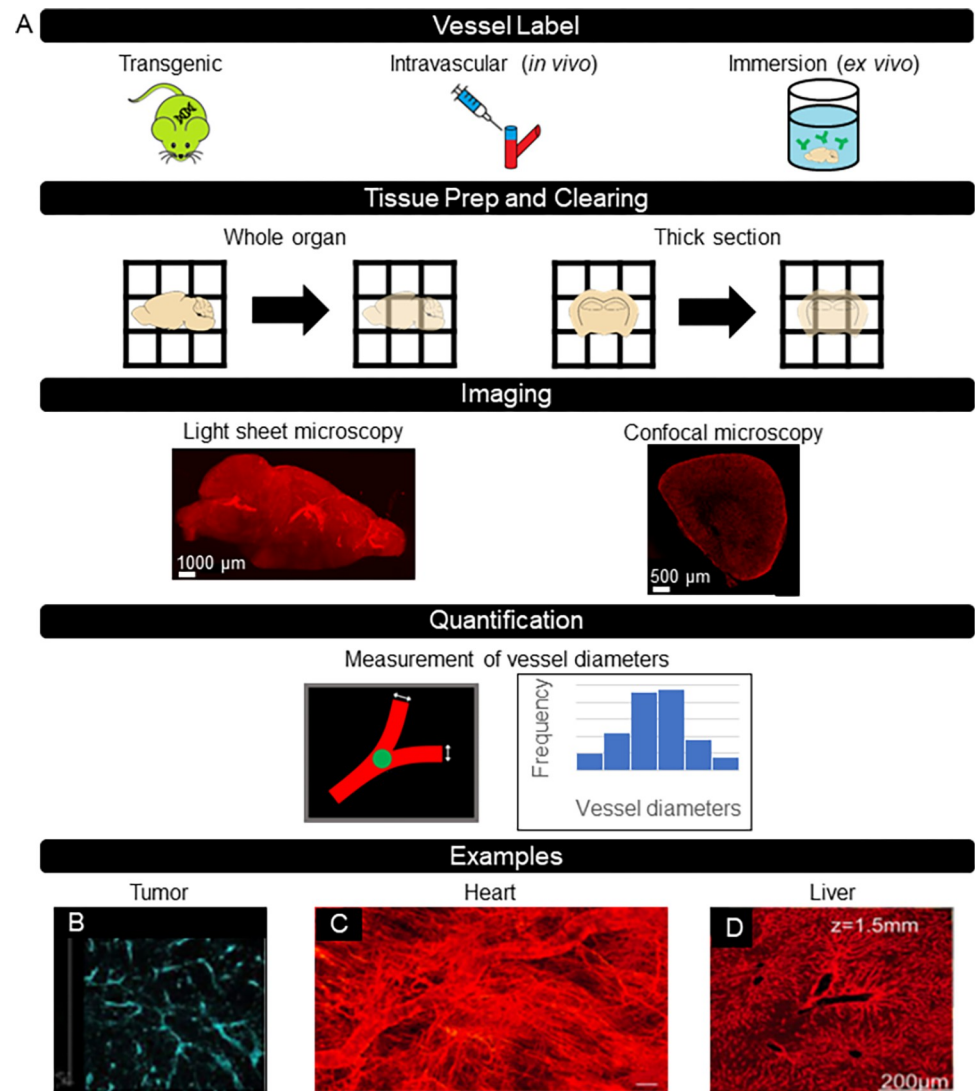 A
Vessel Label
Transgenic
Intravascular (in vivo)
Immersion (ex vivo)
Tissue Prep and Clearing
Whole organ
Thick section
Imaging
Light sheet microscopy
Confocal microscopy
1000 µm
500 µm
Quantification
Measurement of vessel diameters
Frequency
Vessel diameters
Examples
Tumor
Heart
Liver
B
C
D
z=1.5mm
200µm